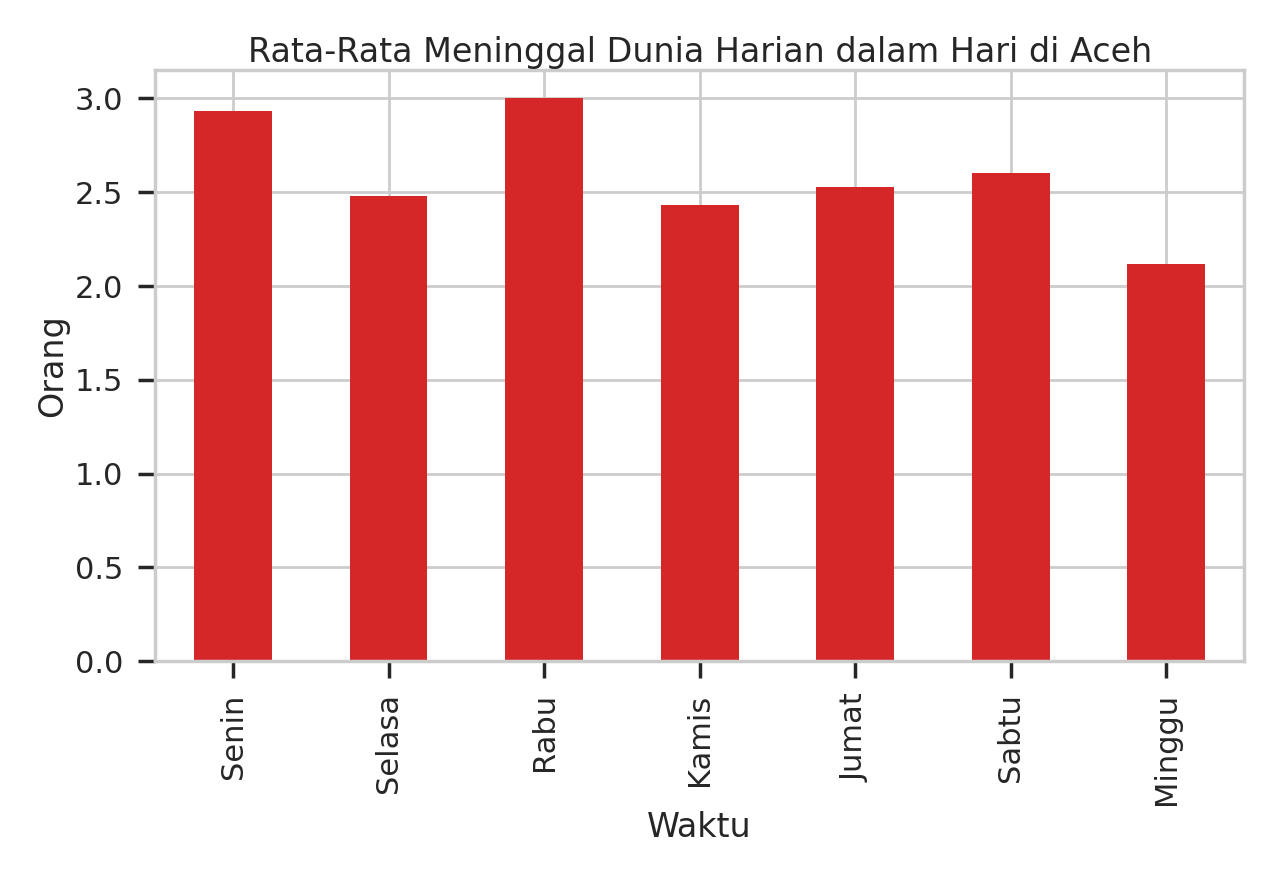 Rata-Rata Meninggal Dunia Harian dalam Hari di Aceh
3.0
2.5
2.0
1.5
1.0
0.5
0.0
Orang
Senin
Selasa
Rabu
Kamis
Jumat
Sabtu
Minggu
Waktu